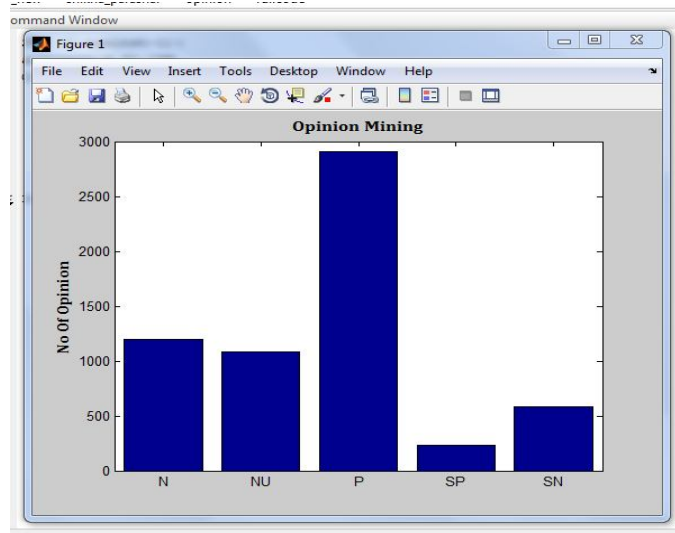 ommand Window
Figure 1
File Edit View Insert Tools Desktop Window Help
Opinion Mining
3000
2500
2000
1500
1000
500
0
No Of Opinion
N NU P SP SN